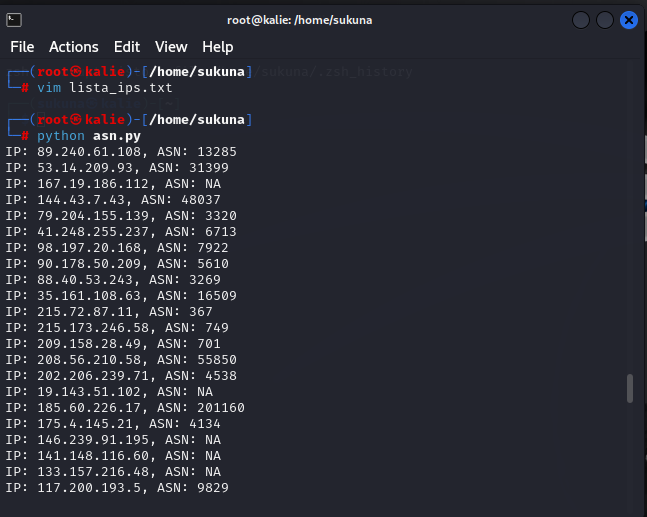 root@kalie: /home/sukuna
File Actions Edit View Help
┌──(root㉿kalie)-[/home/sukuna]/sukuna/.zsh_history
└─# vim lista_ips.txt
┌──(root㉿kalie)-[/home/sukuna]
└─# python asn.py
IP: 89.240.61.108, ASN: 13285
IP: 53.14.209.93, ASN: 31399
IP: 167.19.186.112, ASN: NA
IP: 144.43.7.43, ASN: 48037
IP: 79.204.155.139, ASN: 3320
IP: 41.248.255.237, ASN: 6713
IP: 98.197.20.168, ASN: 7922
IP: 90.178.50.209, ASN: 5610
IP: 88.40.53.243, ASN: 3269
IP: 35.161.108.63, ASN: 16509
IP: 215.72.87.11, ASN: 367
IP: 215.173.246.58, ASN: 749
IP: 209.158.28.49, ASN: 701
IP: 208.56.210.58, ASN: 55850
IP: 202.206.239.71, ASN: 4538
IP: 19.143.51.102, ASN: NA
IP: 185.60.226.17, ASN: 201160
IP: 175.4.145.21, ASN: 4134
IP: 146.239.91.195, ASN: NA
IP: 141.148.116.60, ASN: NA
IP: 133.157.216.48, ASN: NA
IP: 117.200.193.5, ASN: 9829